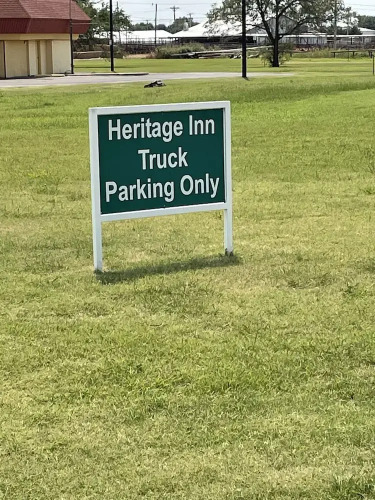 Heritage Inn
Truck
Parking Only